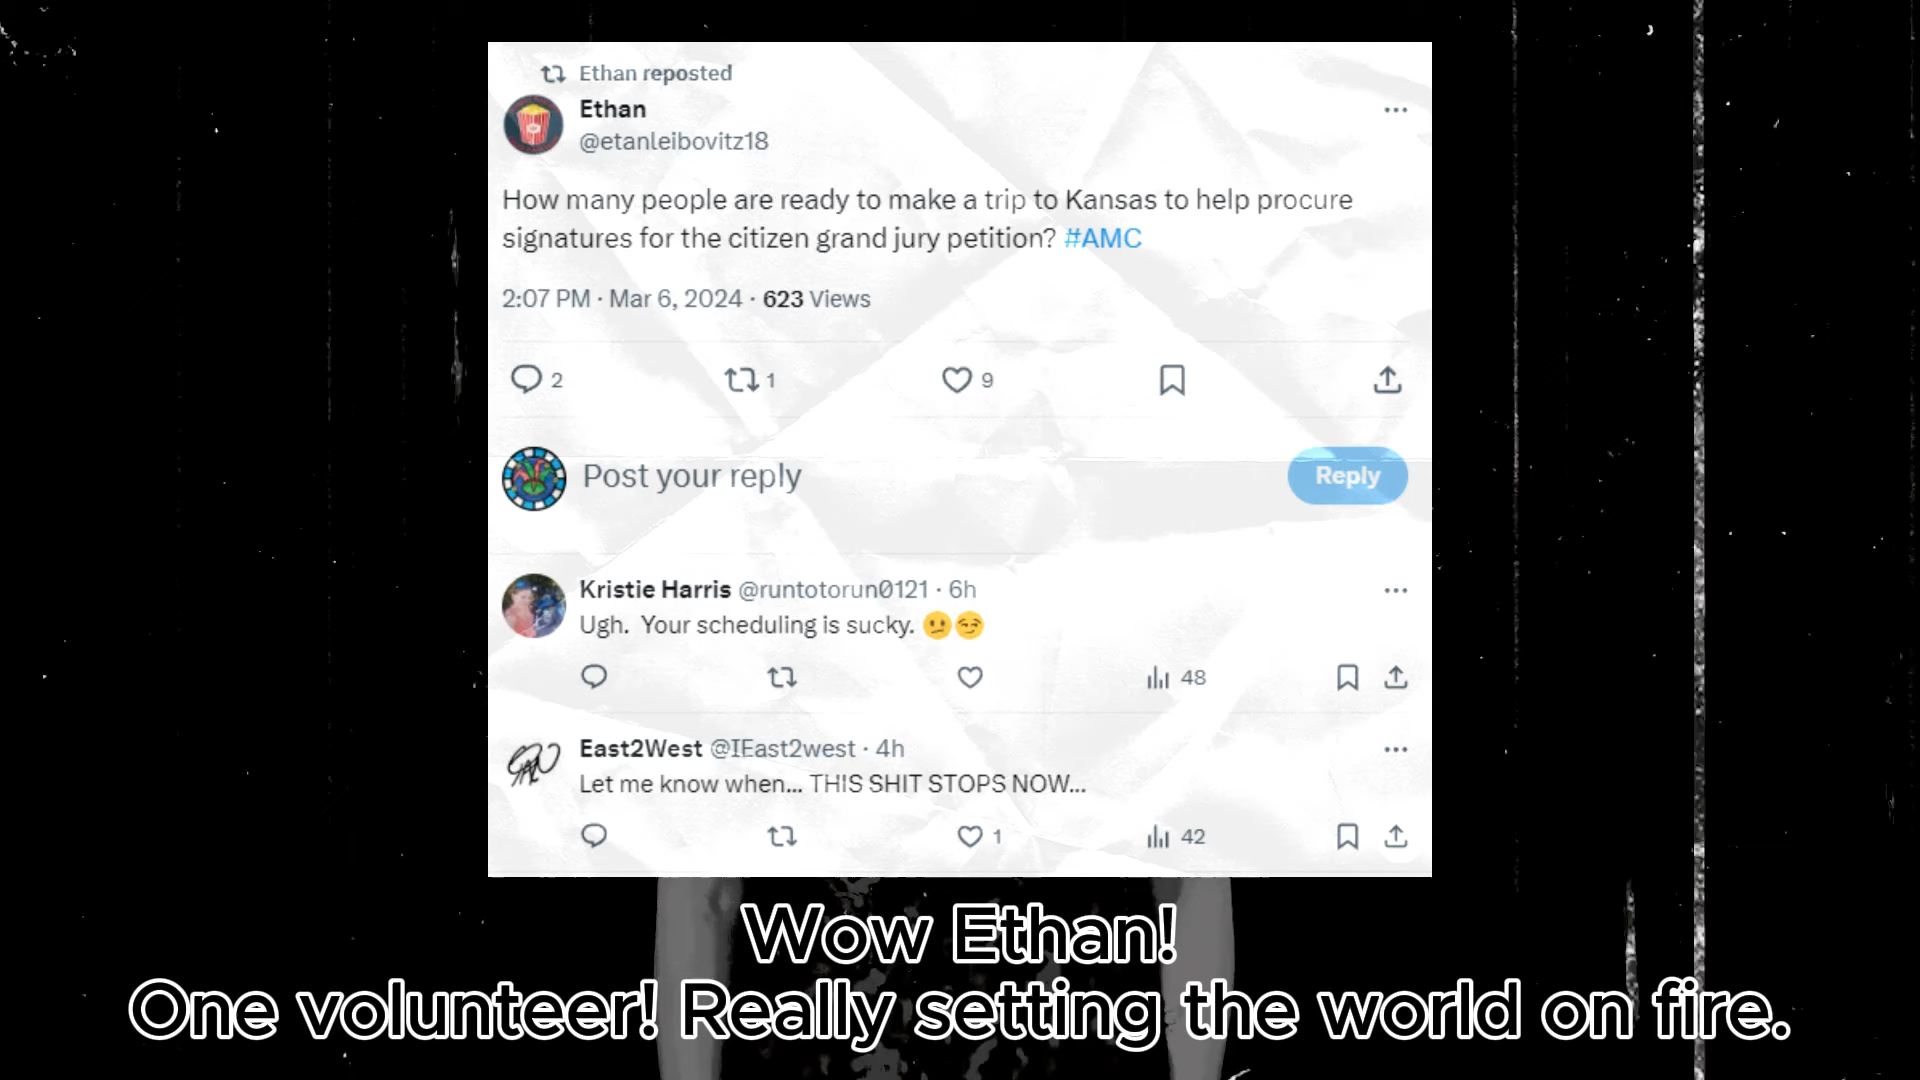 Ethan reposted
Ethan
@etanleibovitz18
How many people are ready to make a trip to Kansas to help procure
signatures for the citizen grand jury petition? #AMC
2:07 PM · Mar 6, 2024 · 623 Views
2 1 9
Post your reply Reply
Kristie Harris @runtotorun0121 · 6h
Ugh. Your scheduling is sucky. 🫤😏
48
East2West @IEast2west · 4h
Let me know when... THIS SHIT STOPS NOW...
1 42
Wow Ethan!
One volunteer! Really setting the world on fire.